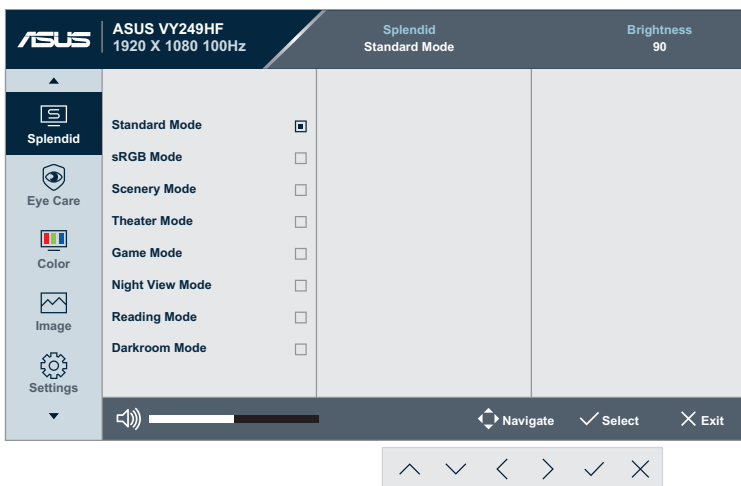 ASUS
ASUS VY249HF
1920 X 1080 100Hz
Splendid
Standard Mode
Brightness
90
Splendid
Eye Care
Color
Image
Settings
Standard Mode
sRGB Mode
Scenery Mode
Theater Mode
Game Mode
Night View Mode
Reading Mode
Darkroom Mode
Navigate
Select
Exit